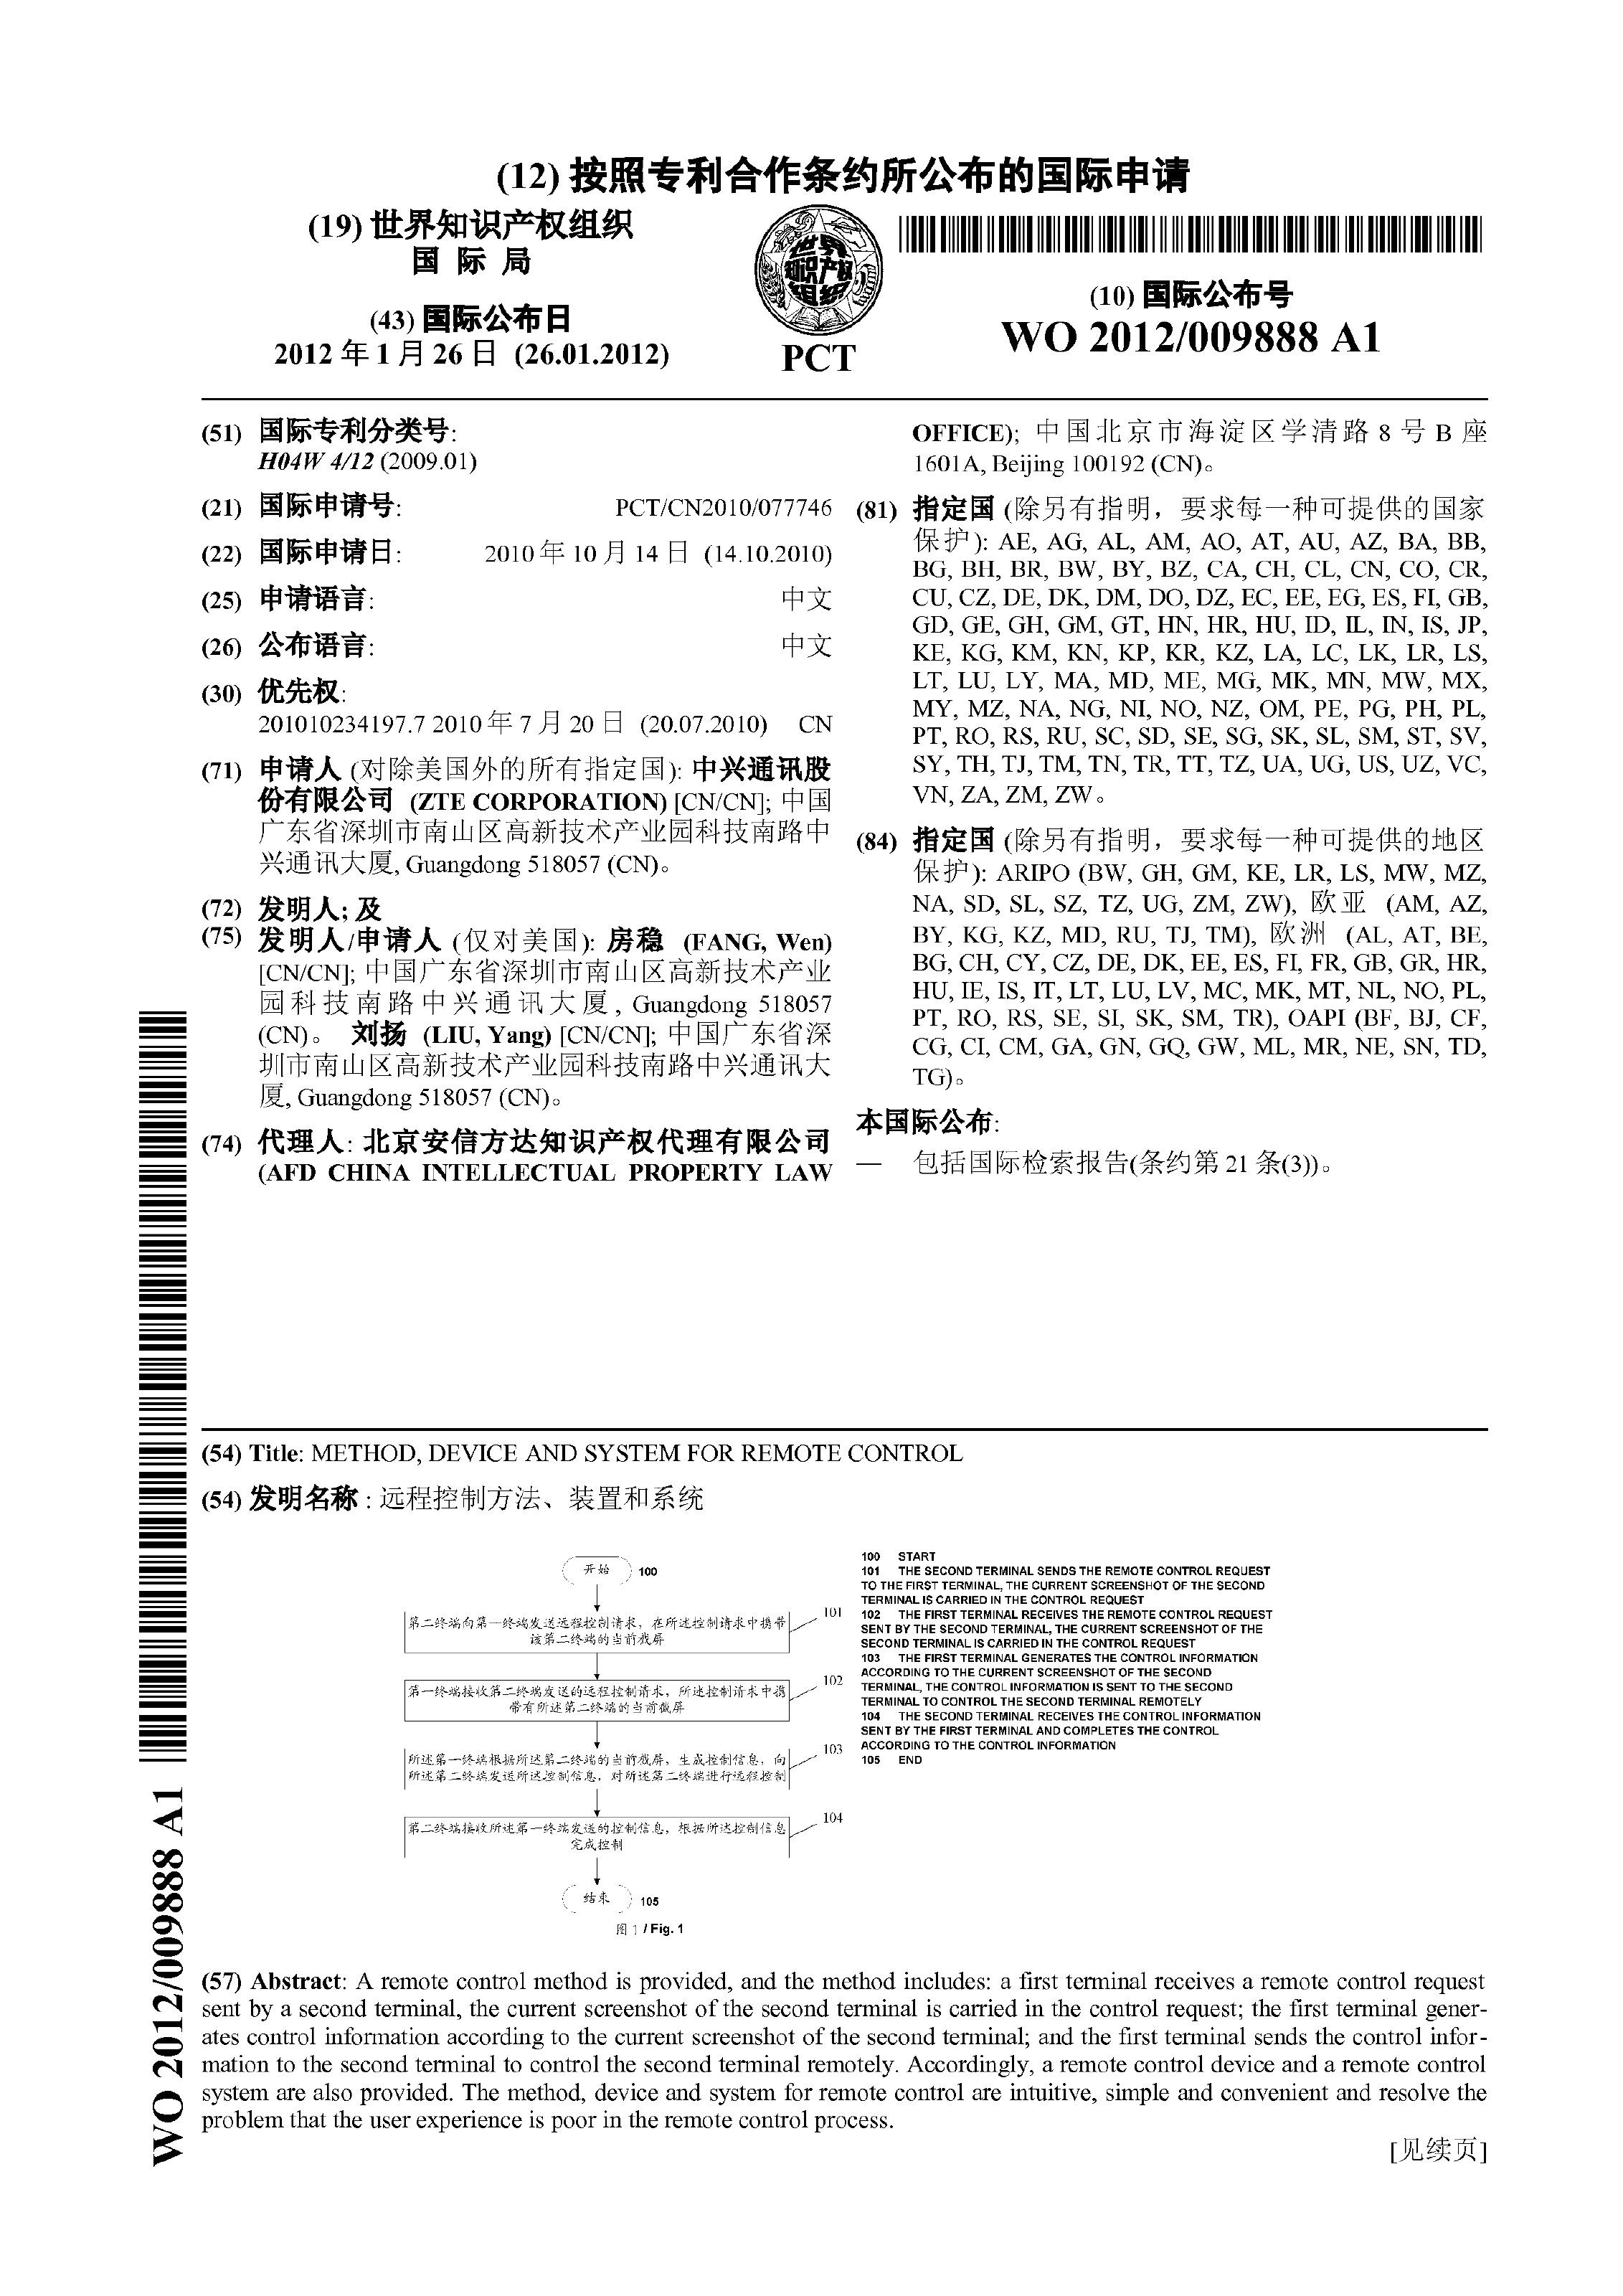 (12) 按照专利合作条约所公布的国际申请
(19) 世界知识产权组织
国际局
(43) 国际公布日
2012 年 1 月 26 日 (26.01.2012)
世界
知识产权
组织
PCT
(10) 国际公布号
WO 2012/009888 A1
(51) 国际专利分类号:
H04W 4/12 (2009.01)
(21) 国际申请号: PCT/CN2010/077746
(22) 国际申请日: 2010 年 10 月 14 日 (14.10.2010)
(25) 申请语言: 中文
(26) 公布语言: 中文
(30) 优先权:
201010234197.7 2010 年 7 月 20 日 (20.07.2010) CN
(71) 申请人 (对除美国外的所有指定国): 中兴通讯股
份有限公司 (ZTE CORPORATION) [CN/CN]; 中国
广东省深圳市南山区高新技术产业园科技南路中
兴通讯大厦, Guangdong 518057 (CN)。
(72) 发明人; 及
(75) 发明人/申请人 (仅对美国): 房稳 (FANG, Wen)
[CN/CN]; 中国广东省深圳市南山区高新技术产业
园科技南路中兴通讯大厦, Guangdong 518057
(CN)。 刘扬 (LIU, Yang) [CN/CN]; 中国广东省深
圳市南山区高新技术产业园科技南路中兴通讯大
厦, Guangdong 518057 (CN)。
(74) 代理人: 北京安信方达知识产权代理有限公司
(AFD CHINA INTELLECTUAL PROPERTY LAW
OFFICE); 中国北京市海淀区学清路 8 号 B 座
1601A, Beijing 100192 (CN)。
(81) 指定国 (除另有指明，要求每一种可提供的国家
保护): AE, AG, AL, AM, AO, AT, AU, AZ, BA, BB,
BG, BH, BR, BW, BY, BZ, CA, CH, CL, CN, CO, CR,
CU, CZ, DE, DK, DM, DO, DZ, EC, EE, EG, ES, FI, GB,
GD, GE, GH, GM, GT, HN, HR, HU, ID, IL, IN, IS, JP,
KE, KG, KM, KN, KP, KR, KZ, LA, LC, LK, LR, LS,
LT, LU, LY, MA, MD, ME, MG, MK, MN, MW, MX,
MY, MZ, NA, NG, NI, NO, NZ, OM, PE, PG, PH, PL,
PT, RO, RS, RU, SC, SD, SE, SG, SK, SL, SM, ST, SV,
SY, TH, TJ, TM, TN, TR, TT, TZ, UA, UG, US, UZ, VC,
VN, ZA, ZM, ZW。
(84) 指定国 (除另有指明，要求每一种可提供的地区
保护): ARIPO (BW, GH, GM, KE, LR, LS, MW, MZ,
NA, SD, SL, SZ, TZ, UG, ZM, ZW), 欧亚 (AM, AZ,
BY, KG, KZ, MD, RU, TJ, TM), 欧洲 (AL, AT, BE,
BG, CH, CY, CZ, DE, DK, EE, ES, FI, FR, GB, GR, HR,
HU, IE, IS, IT, LT, LU, LV, MC, MK, MT, NL, NO, PL,
PT, RO, RS, SE, SI, SK, SM, TR), OAPI (BF, BJ, CF,
CG, CI, CM, GA, GN, GQ, GW, ML, MR, NE, SN, TD,
TG)。
本国际公布:
— 包括国际检索报告(条约第 21 条(3))。
(54) Title: METHOD, DEVICE AND SYSTEM FOR REMOTE CONTROL
(54) 发明名称 : 远程控制方法、装置和系统
开始 100
第二终端向第一终端发送远程控制请求，在所述控制请求中携带 101
该第二终端的当前截屏
第一终端接收第二终端发送的远程控制请求，所述控制请求中携 102
带有所述第二终端的当前截屏
所述第一终端根据所述第二终端的当前截屏，生成控制信息，向 103
所述第二终端发送所述控制信息，对所述第二终端进行远程控制
第二终端接收所述第一终端发送的控制信息，根据所述控制信息 104
完成控制
结束 105
图 1 / Fig. 1
100 START
101 THE SECOND TERMINAL SENDS THE REMOTE CONTROL REQUEST
TO THE FIRST TERMINAL, THE CURRENT SCREENSHOT OF THE SECOND
TERMINAL IS CARRIED IN THE CONTROL REQUEST
102 THE FIRST TERMINAL RECEIVES THE REMOTE CONTROL REQUEST
SENT BY THE SECOND TERMINAL, THE CURRENT SCREENSHOT OF THE
SECOND TERMINAL IS CARRIED IN THE CONTROL REQUEST
103 THE FIRST TERMINAL GENERATES THE CONTROL INFORMATION
ACCORDING TO THE CURRENT SCREENSHOT OF THE SECOND
TERMINAL, THE CONTROL INFORMATION IS SENT TO THE SECOND
TERMINAL TO CONTROL THE SECOND TERMINAL REMOTELY
104 THE SECOND TERMINAL RECEIVES THE CONTROL INFORMATION
SENT BY THE FIRST TERMINAL AND COMPLETES THE CONTROL
ACCORDING TO THE CONTROL INFORMATION
105 END
(57) Abstract: A remote control method is provided, and the method includes: a first terminal receives a remote control request
sent by a second terminal, the current screenshot of the second terminal is carried in the control request; the first terminal gener-
ates control information according to the current screenshot of the second terminal; and the first terminal sends the control infor-
mation to the second terminal to control the second terminal remotely. Accordingly, a remote control device and a remote control
system are also provided. The method, device and system for remote control are intuitive, simple and convenient and resolve the
problem that the user experience is poor in the remote control process.
[见续页]
WO 2012/009888 A1